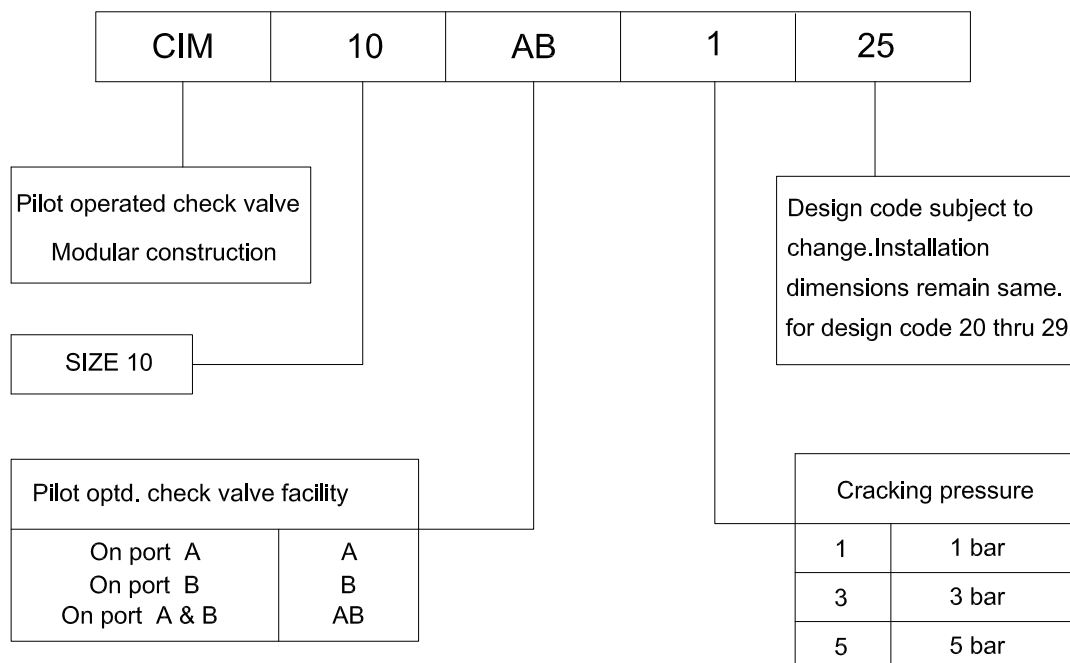 CIM 10 AB 1 25
Pilot operated check valve
Modular construction
Design code subject to
change.Installation
dimensions remain same.
for design code 20 thru 29
SIZE 10
Pilot optd. check valve facility
On port A A
On port B B
On port A & B AB
Cracking pressure
1 1 bar
3 3 bar
5 5 bar